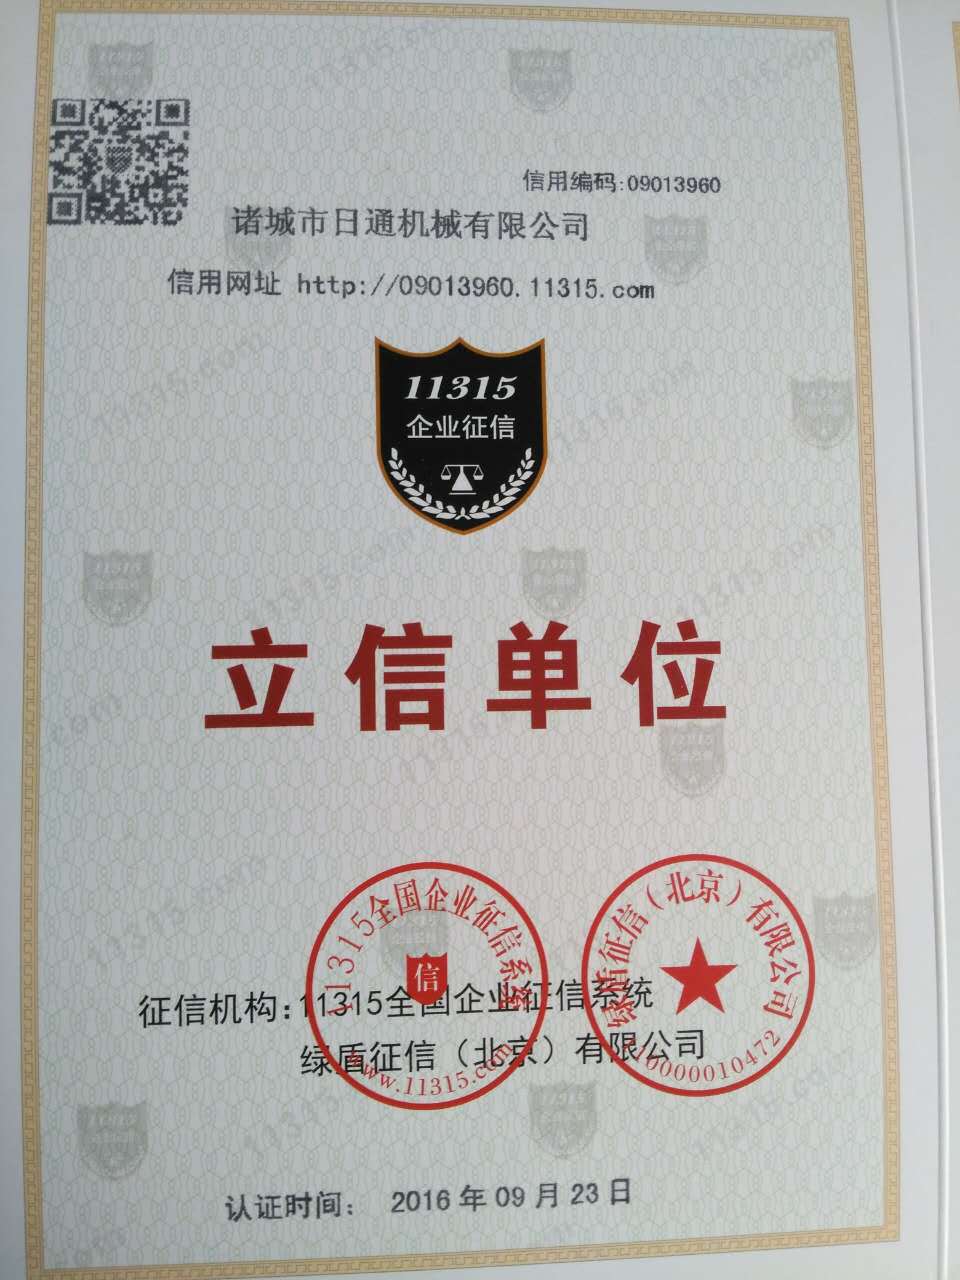 信用编码:09013960
诸城市日通机械有限公司
信用网址 http://09013960.11315.com
11315
企业征信
立信单位
11315全国企业征信系统
信
www.11315.com
绿盾征信（北京）有限公司
征信机构:11315全国企业征信系统
绿盾征信（北京）有限公司
认证时间： 2016年09月23日